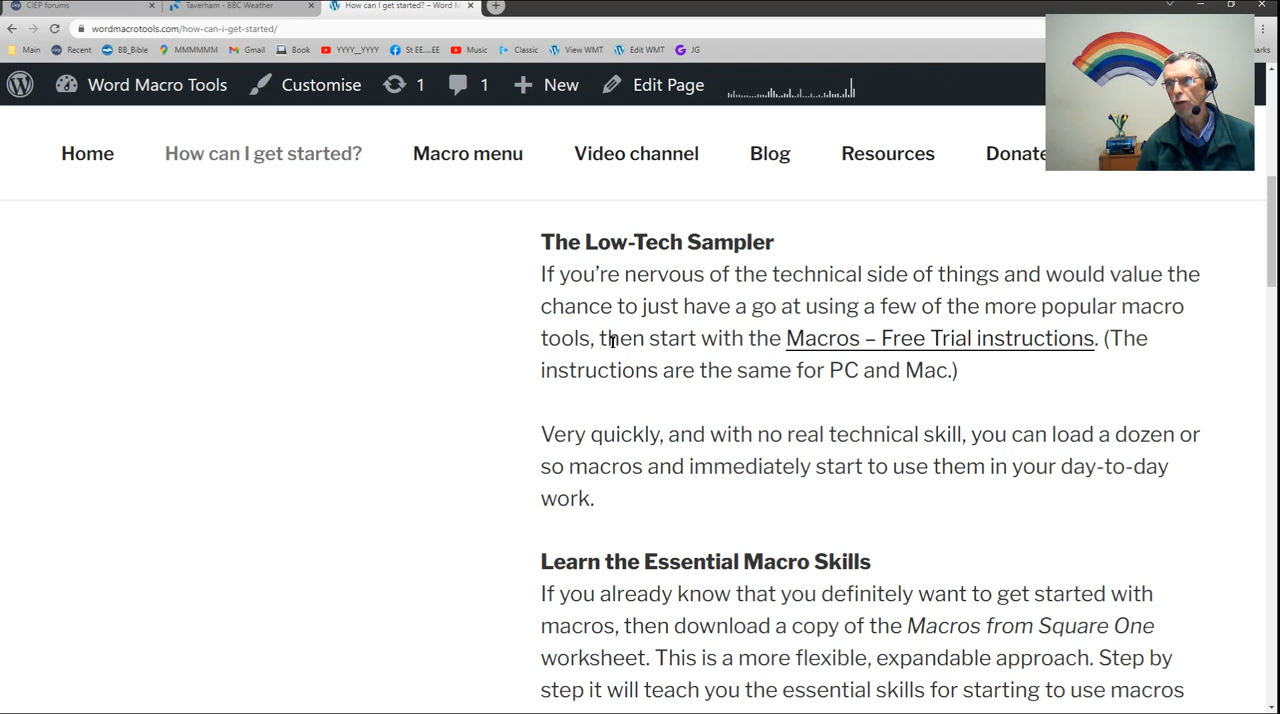 CIEP forums
Taverham - BBC Weather
How can I get started? – Word M
wordmacrotools.com/how-can-i-get-started/
Main Recent BB_Bible MMMMMM Gmail Book YYYY_YYYY St EE....EE Music Classic View WMT Edit WMT JG
Word Macro Tools Customise 1 1 New Edit Page
Home How can I get started? Macro menu Video channel Blog Resources Donate
The Low-Tech Sampler
If you’re nervous of the technical side of things and would value the
chance to just have a go at using a few of the more popular macro
tools, then start with the Macros – Free Trial instructions. (The
instructions are the same for PC and Mac.)
Very quickly, and with no real technical skill, you can load a dozen or
so macros and immediately start to use them in your day-to-day
work.
Learn the Essential Macro Skills
If you already know that you definitely want to get started with
macros, then download a copy of the Macros from Square One
worksheet. This is a more flexible, expandable approach. Step by
step it will teach you the essential skills for starting to use macros